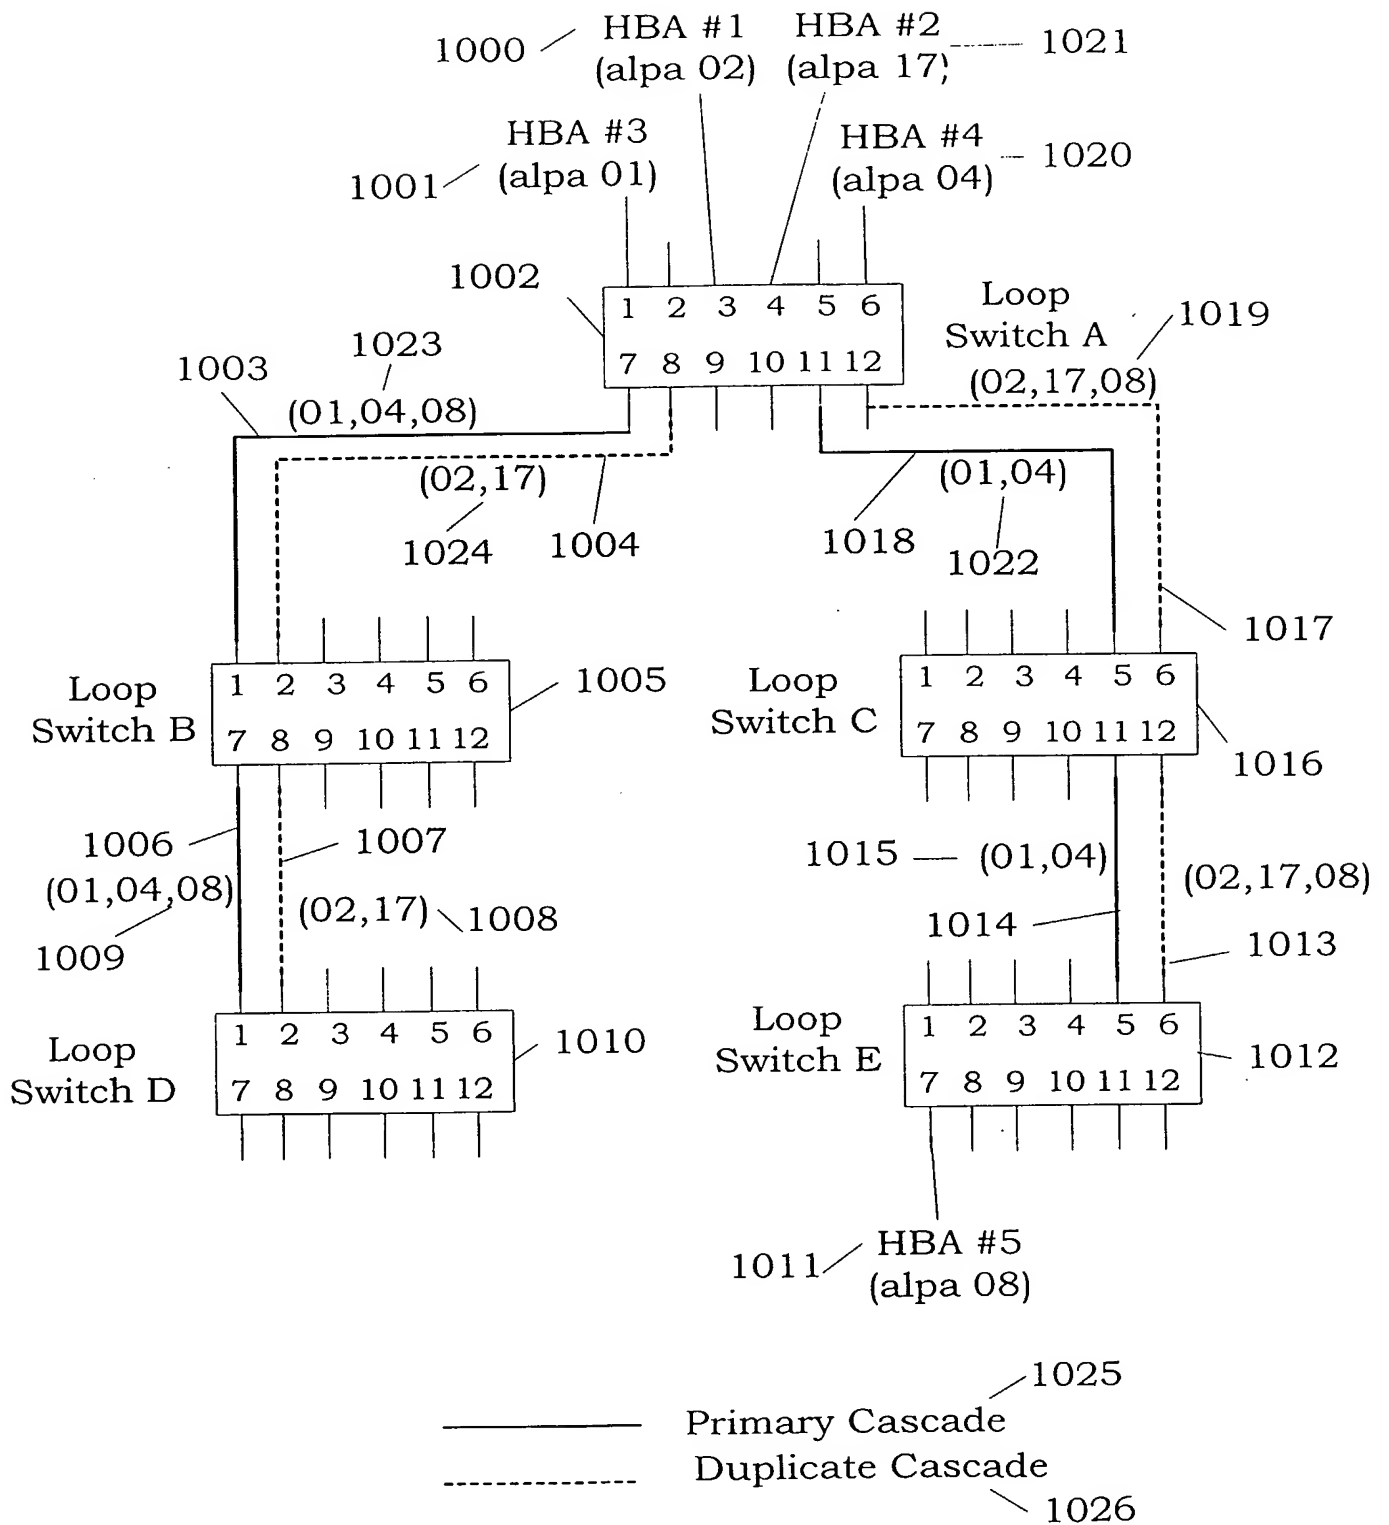 1000
HBA #1
(alpa 02)
HBA #2
(alpa 17)
1021
HBA #3
(alpa 01)
1001
HBA #4
(alpa 04)
1020
1002
1 2 3 4 5 6
7 8 9 10 11 12
Loop
Switch A
1019
(02,17,08)
1003
1023
(01,04,08)
(02,17)
1024
1004
(01,04)
1018
1022
1017
Loop
Switch B
1 2 3 4 5 6
7 8 9 10 11 12
1005
Loop
Switch C
1 2 3 4 5 6
7 8 9 10 11 12
1016
1006
(01,04,08)
1009
1007
(02,17)
1008
1015
(01,04)
(02,17,08)
1014
1013
Loop
Switch D
1 2 3 4 5 6
7 8 9 10 11 12
1010
Loop
Switch E
1 2 3 4 5 6
7 8 9 10 11 12
1012
1011
HBA #5
(alpa 08)
1025
Primary Cascade
Duplicate Cascade
1026